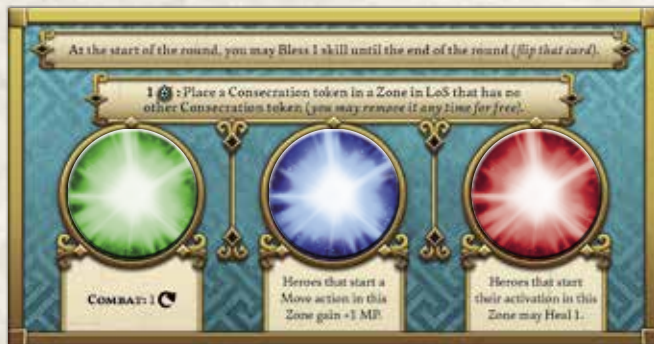 At the start of the round, you may Bless 1 skill until the end of the round (flip that card).
1 : Place a Consecration token in a Zone in LoS that has no
other Consecration token (you may remove it any time for free).
COMBAT: 1
Heroes that start a
Move action in this
Zone gain +1 MP.
Heroes that start
their activation in this
Zone may Heal 1.